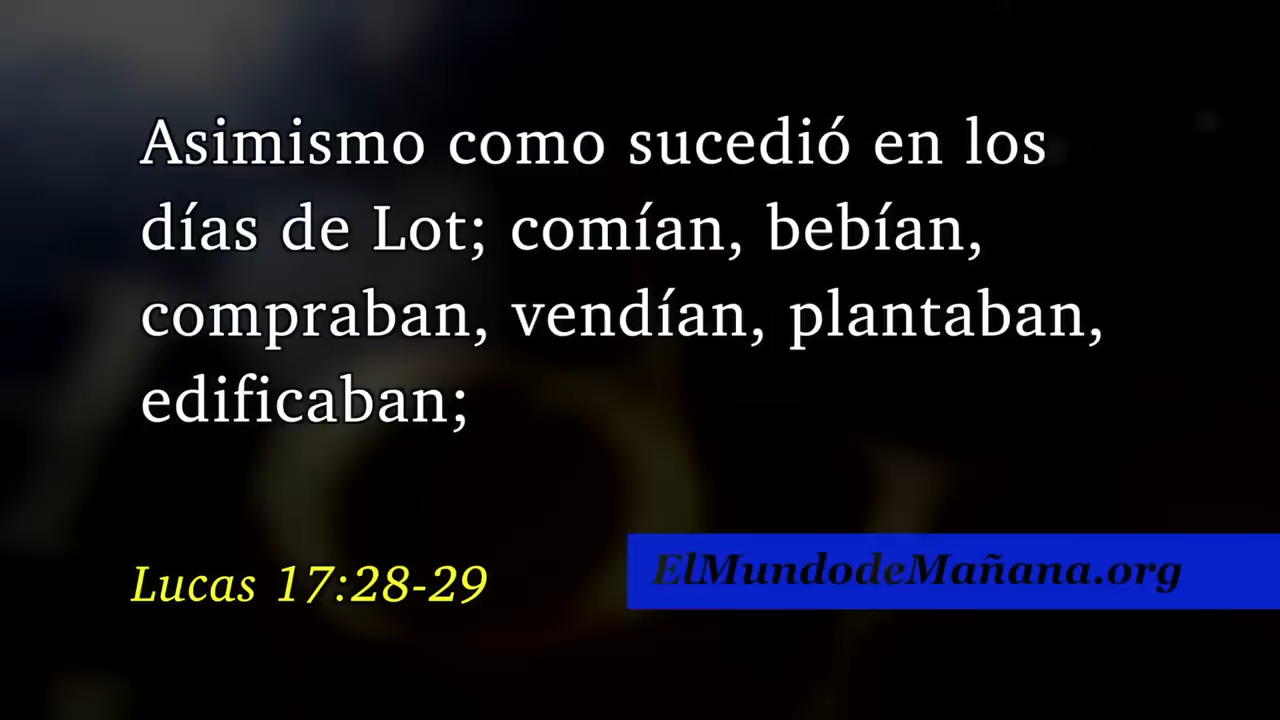 Asimismo como sucedió en los
días de Lot; comían, bebían,
compraban, vendían, plantaban,
edificaban;
Lucas 17:28-29
ElMundodeMañana.org